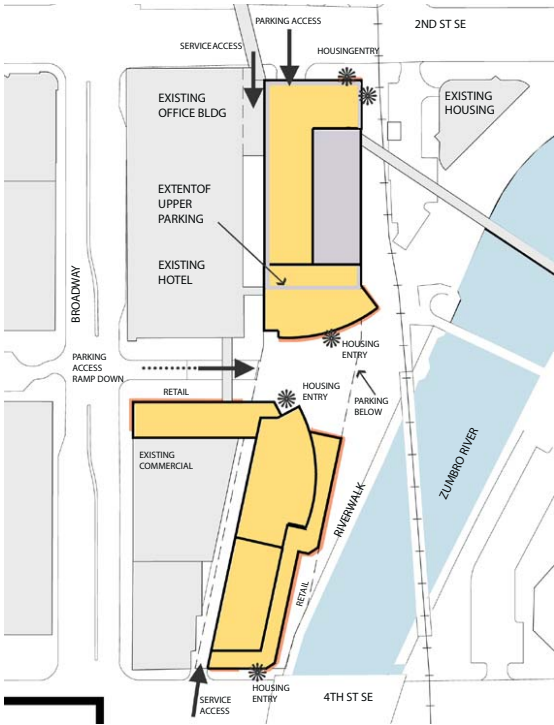 PARKING ACCESS
2ND ST SE
SERVICE ACCESS
HOUSINGENTRY
EXISTING
OFFICE BLDG
EXISTING
HOUSING
EXTENTOF
UPPER
PARKING
EXISTING
HOTEL
BROADWAY
HOUSING
ENTRY
PARKING
ACCESS
RAMP DOWN
PARKING
BELOW
RETAIL
HOUSING
ENTRY
EXISTING
COMMERCIAL
ZUMBRO RIVER
RIVERWALK
RETAIL
HOUSING
ENTRY
SERVICE
ACCESS
4TH ST SE